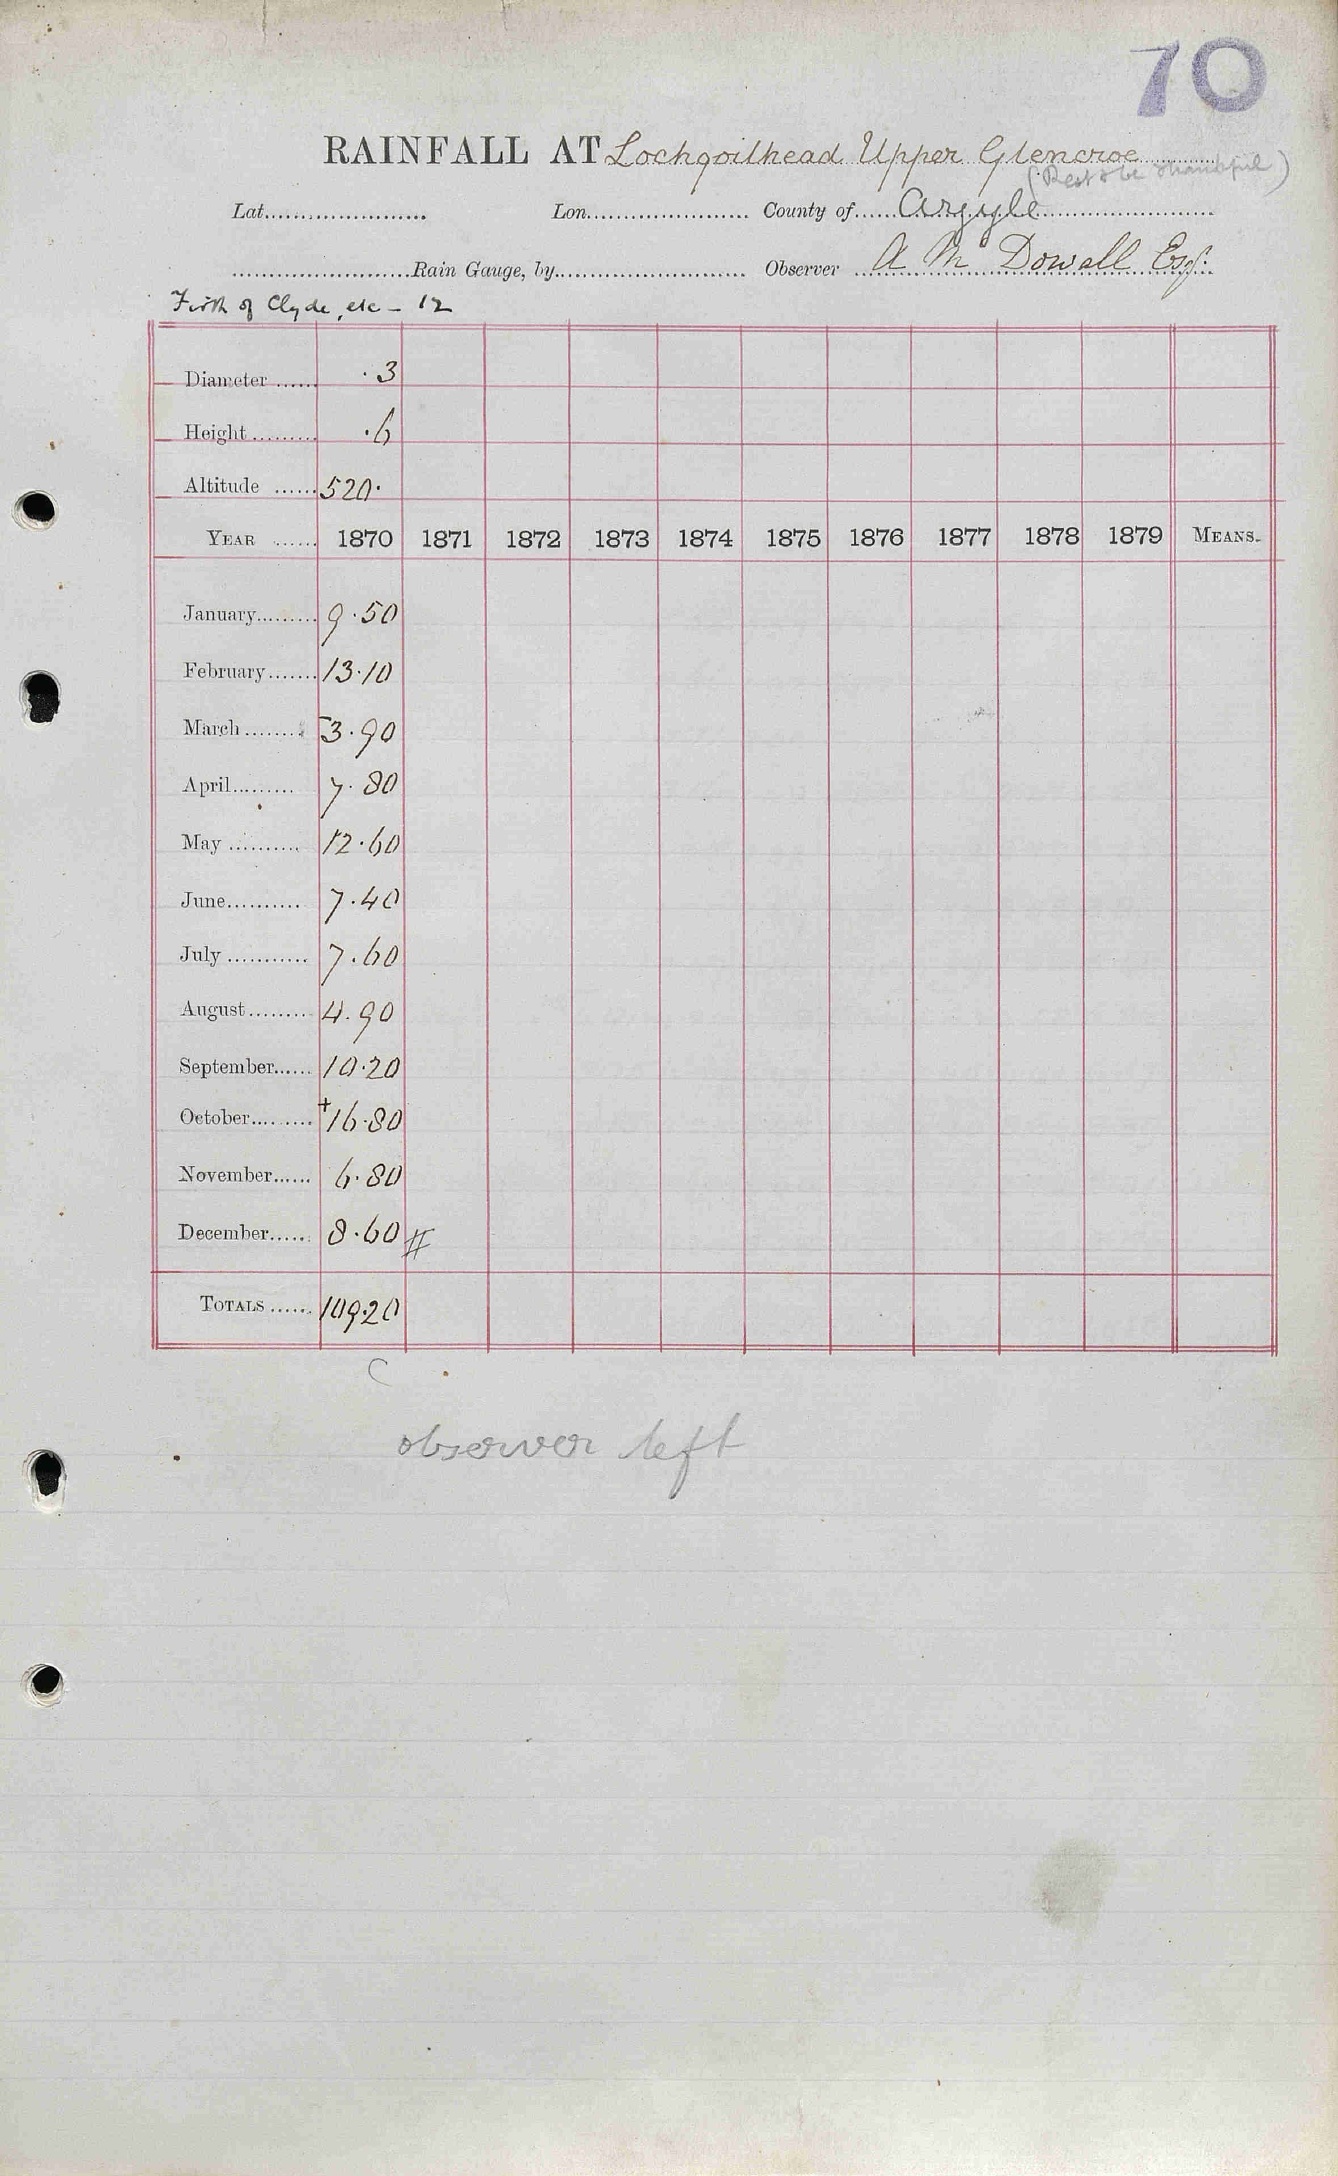 70
RAINFALL AT Lochgoilhead Upper Glencroe
(Rest & be thankful)
Lat. Lon. County of Argyle
Rain Gauge, by Observer A McDowall Esq.
Firth of Clyde, etc - 12
Diameter ...... ·3
Height ......... ·6
Altitude ...... 520·
YEAR ...... 1870 1871 1872 1873 1874 1875 1876 1877 1878 1879 MEANS.
January ......... 9·50
February ....... 13·10
March ........ -3·90
April ......... 7·80
May .......... 12·60
June .......... 7·40
July ........... 7·60
August ......... 4·90
September ...... 10·20
October ......... +16·80
November ...... 6·80
December ...... 8·60 #
TOTALS ...... 109·20
C
observer left